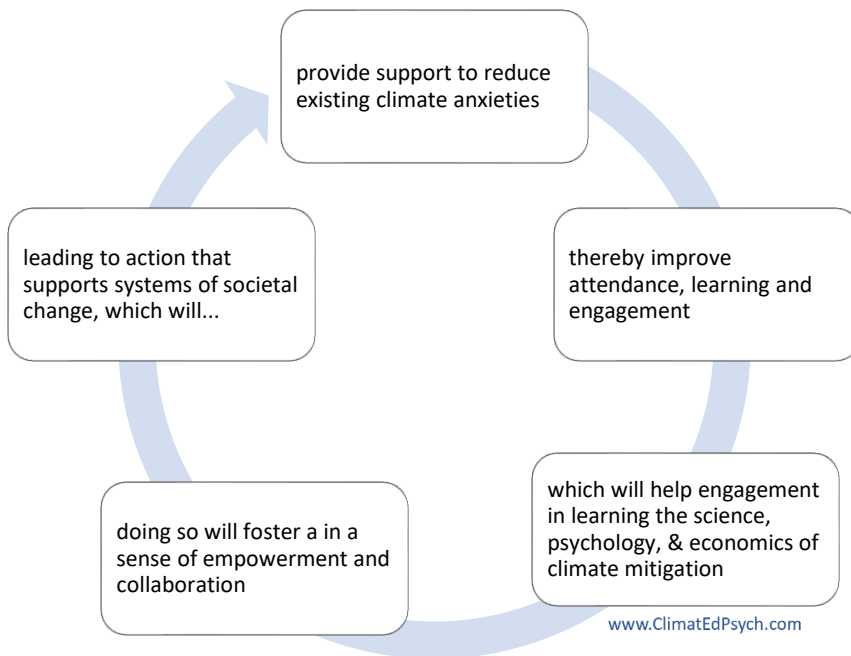 provide support to reduce
existing climate anxieties
thereby improve
attendance, learning and
engagement
which will help engagement
in learning the science,
psychology, & economics of
climate mitigation
doing so will foster a in a
sense of empowerment and
collaboration
leading to action that
supports systems of societal
change, which will...
www.ClimatEdPsych.com